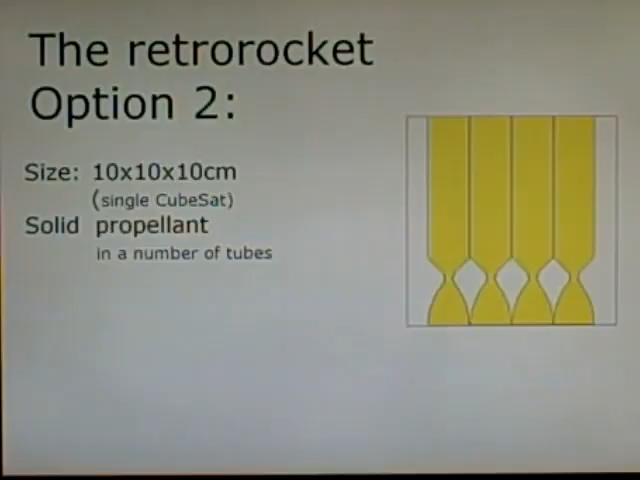 The retrorocket
Option 2:
Size: 10x10x10cm
(single CubeSat)
Solid propellant
in a number of tubes